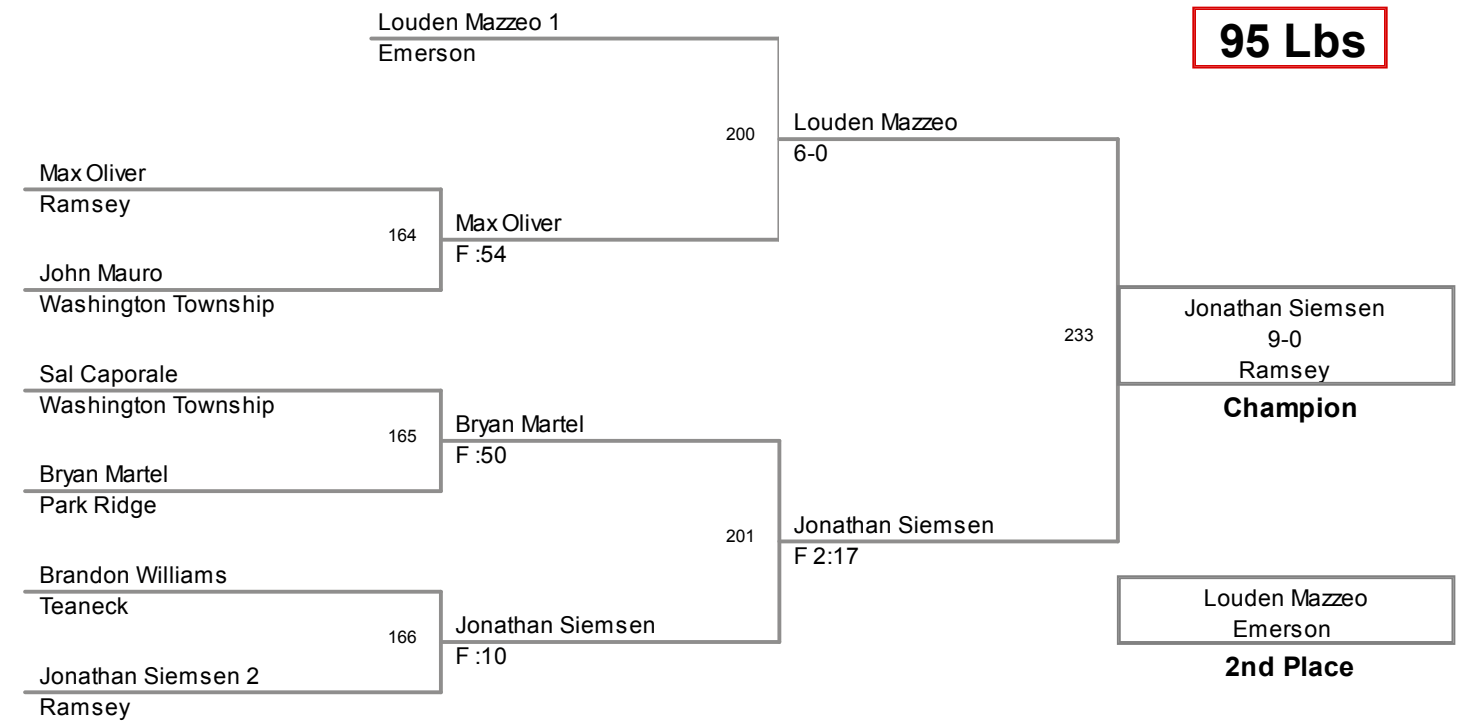 Louden Mazzeo 1
Emerson
95 Lbs
200
Louden Mazzeo
6-0
Max Oliver
Ramsey
164
Max Oliver
F :54
John Mauro
Washington Township
233
Jonathan Siemsen
9-0
Ramsey
Champion
Sal Caporale
Washington Township
165
Bryan Martel
F :50
Bryan Martel
Park Ridge
201
Jonathan Siemsen
F 2:17
Brandon Williams
Teaneck
166
Jonathan Siemsen
F :10
Jonathan Siemsen 2
Ramsey
Louden Mazzeo
Emerson
2nd Place